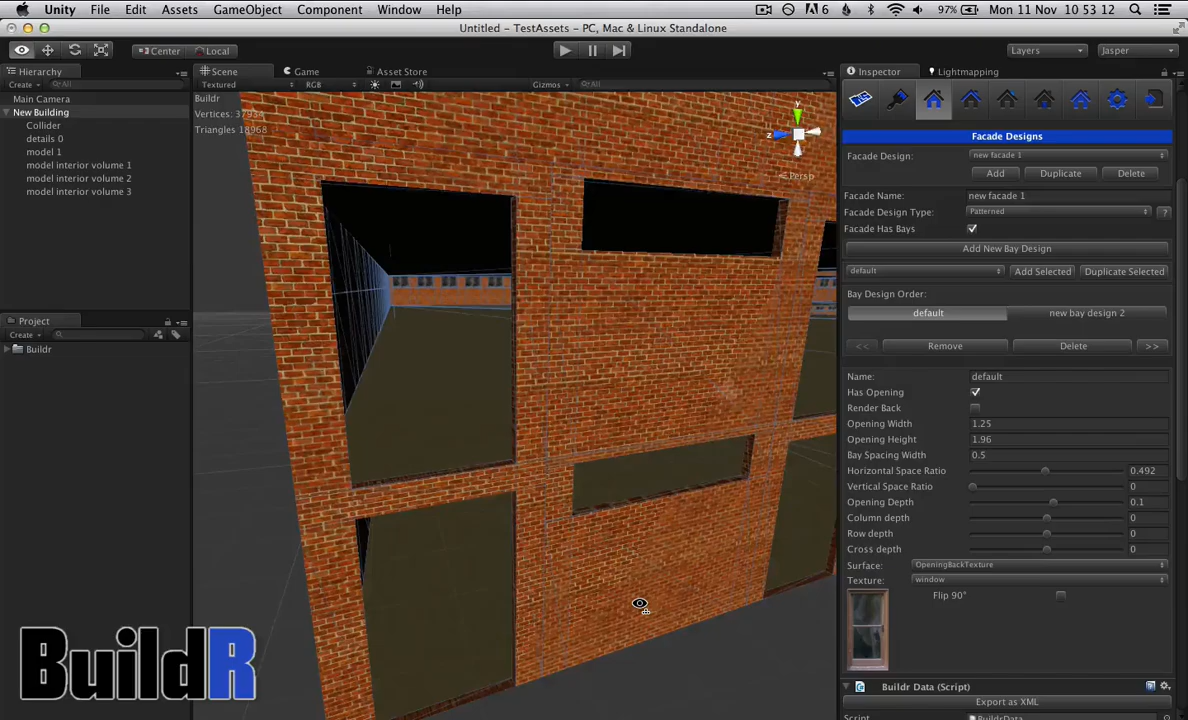 Unity File Edit Assets GameObject Component Window Help 6 97% Mon 11 Nov 10 53 12
Untitled - TestAssets - PC, Mac & Linux Standalone
Center Local Layers Jasper
Hierarchy
Create All
Main Camera
New Building
Collider
details 0
model 1
model interior volume 1
model interior volume 2
model interior volume 3
Project
Create
Buildr
Scene Game Asset Store
Textured RGB Gizmos All
Buildr
Vertices: 37934
Triangles 18968
y
z
Persp
BuildR
Inspector Lightmapping
Facade Designs
Facade Design: new facade 1
Add Duplicate Delete
Facade Name: new facade 1
Facade Design Type: Patterned ?
Facade Has Bays
Add New Bay Design
default Add Selected Duplicate Selected
Bay Design Order:
default new bay design 2
<< Remove Delete >>
Name: default
Has Opening
Render Back
Opening Width 1.25
Opening Height 1.96
Bay Spacing Width 0.5
Horizontal Space Ratio 0.492
Vertical Space Ratio 0
Opening Depth 0.1
Column depth 0
Row depth 0
Cross depth 0
Surface: OpeningBackTexture
Texture: window
Flip 90°
Buildr Data (Script)
Export as XML
Script BuildrData